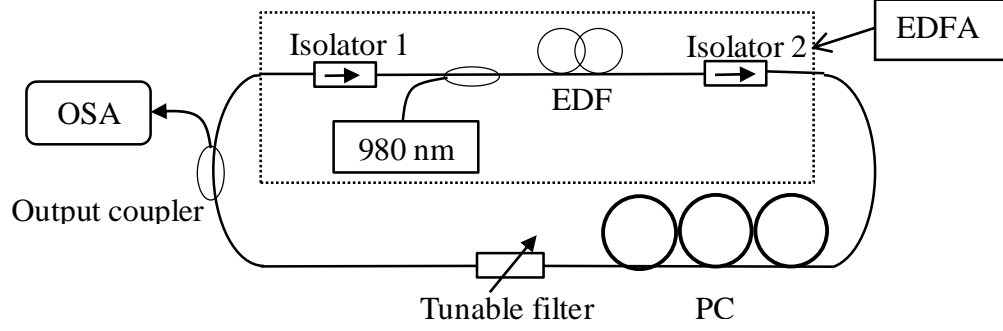 EDFA
Isolator 1
Isolator 2
EDF
OSA
980 nm
Output coupler
Tunable filter
PC